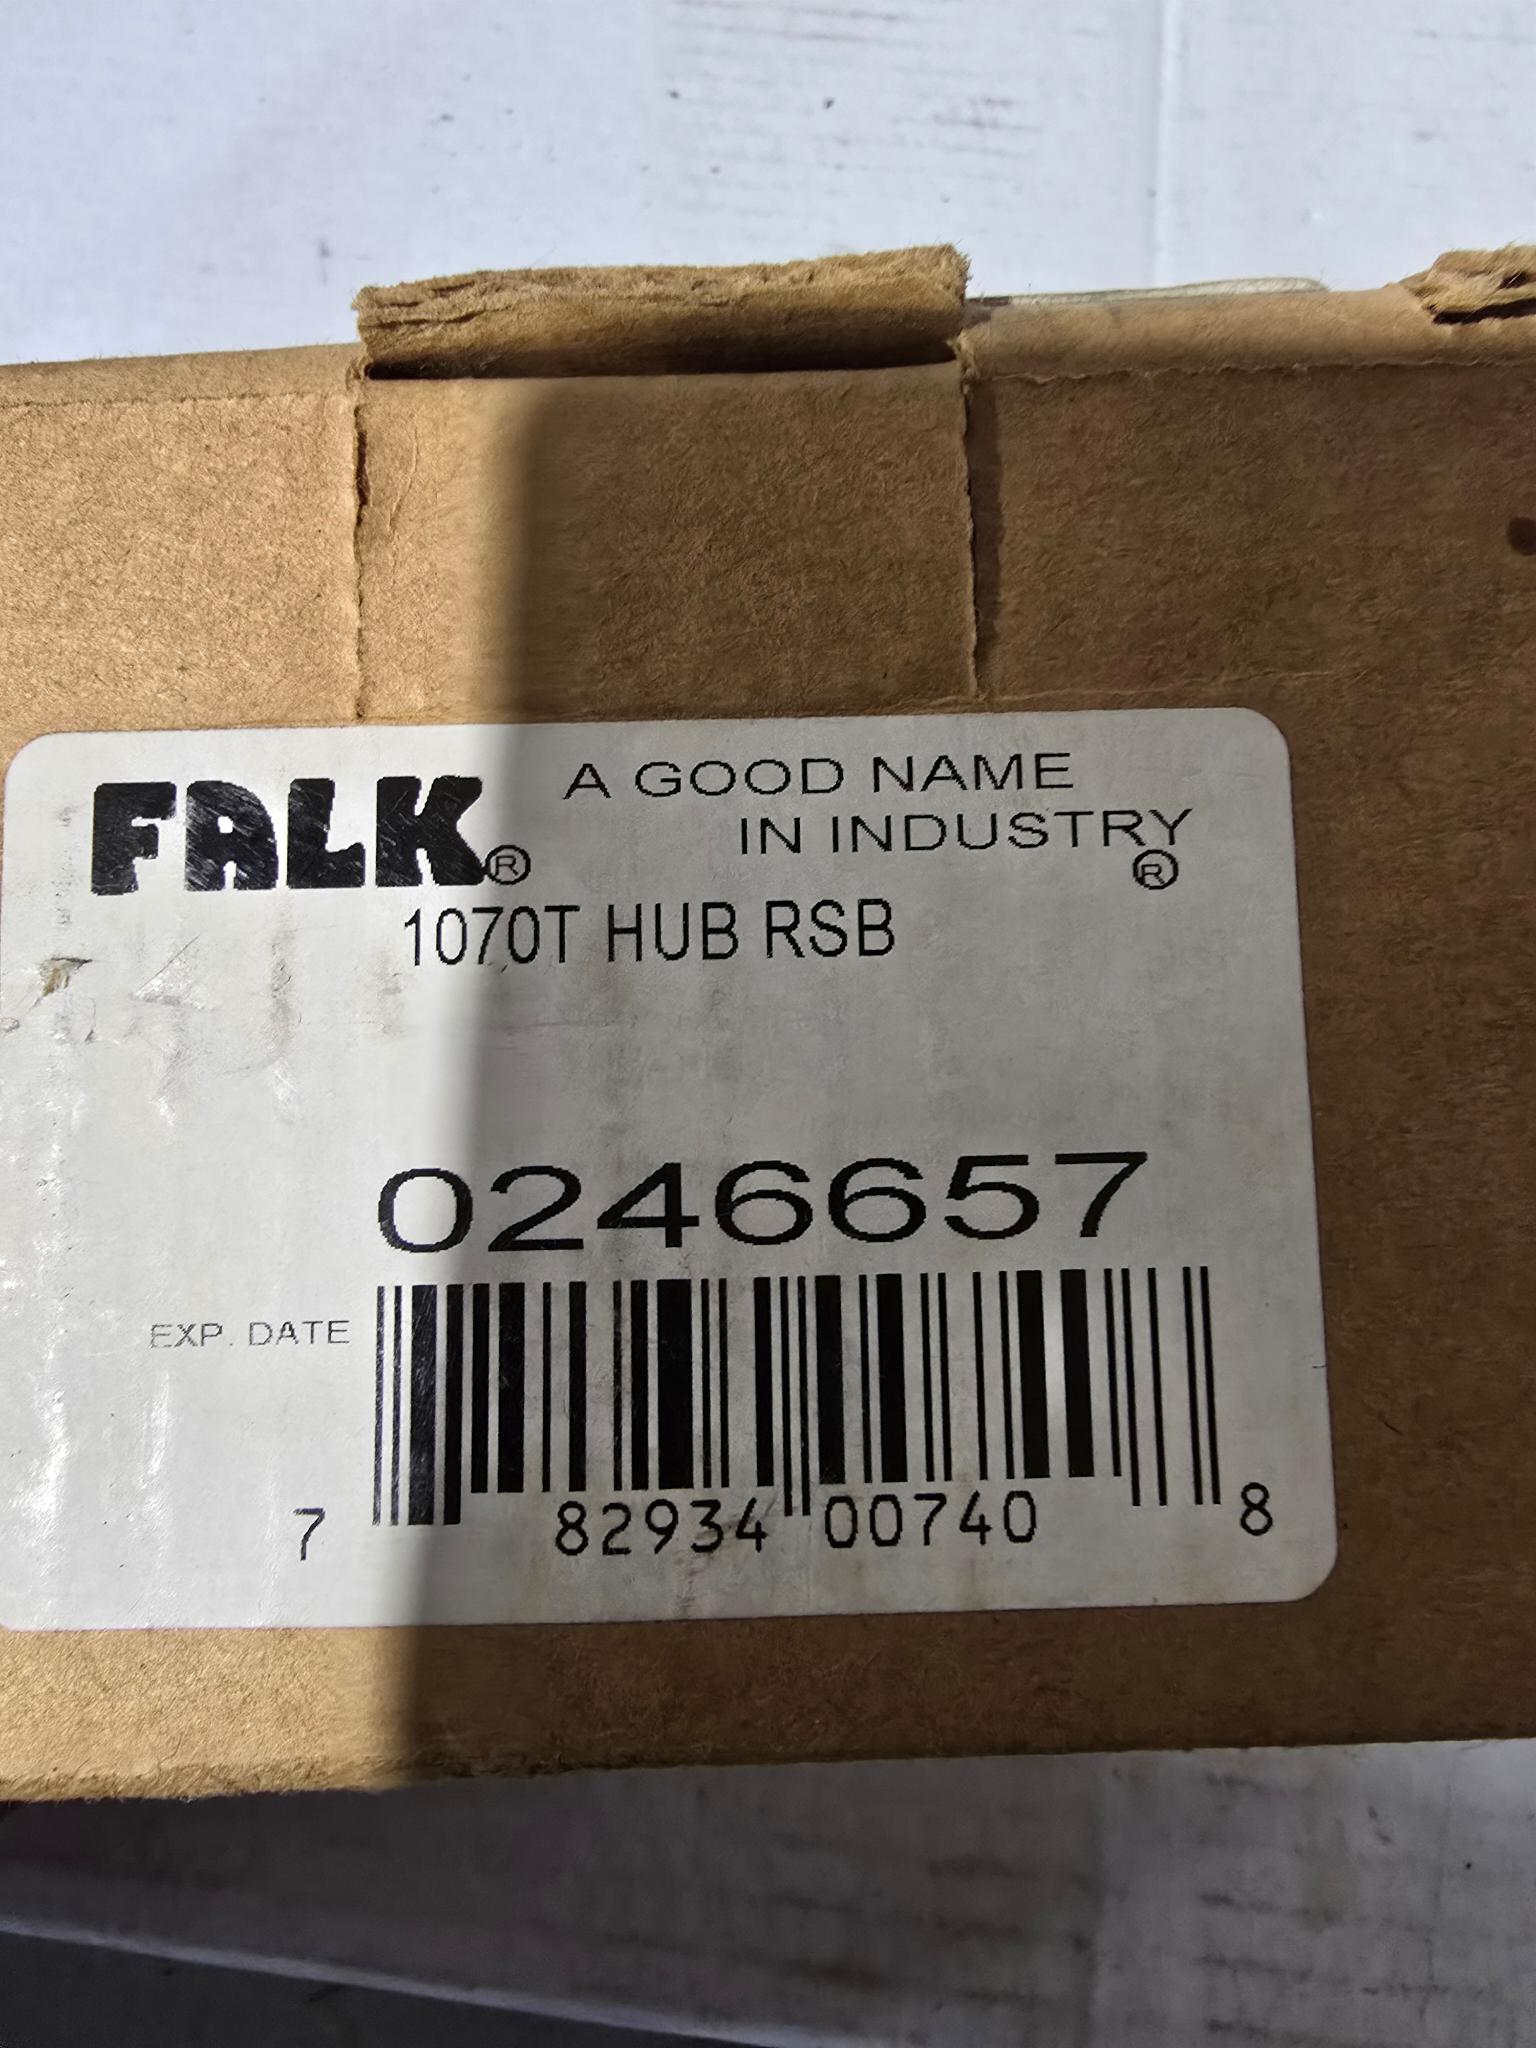 FALK® A GOOD NAME
IN INDUSTRY®
1070T HUB RSB
0246657
EXP. DATE
7 82934 00740 8